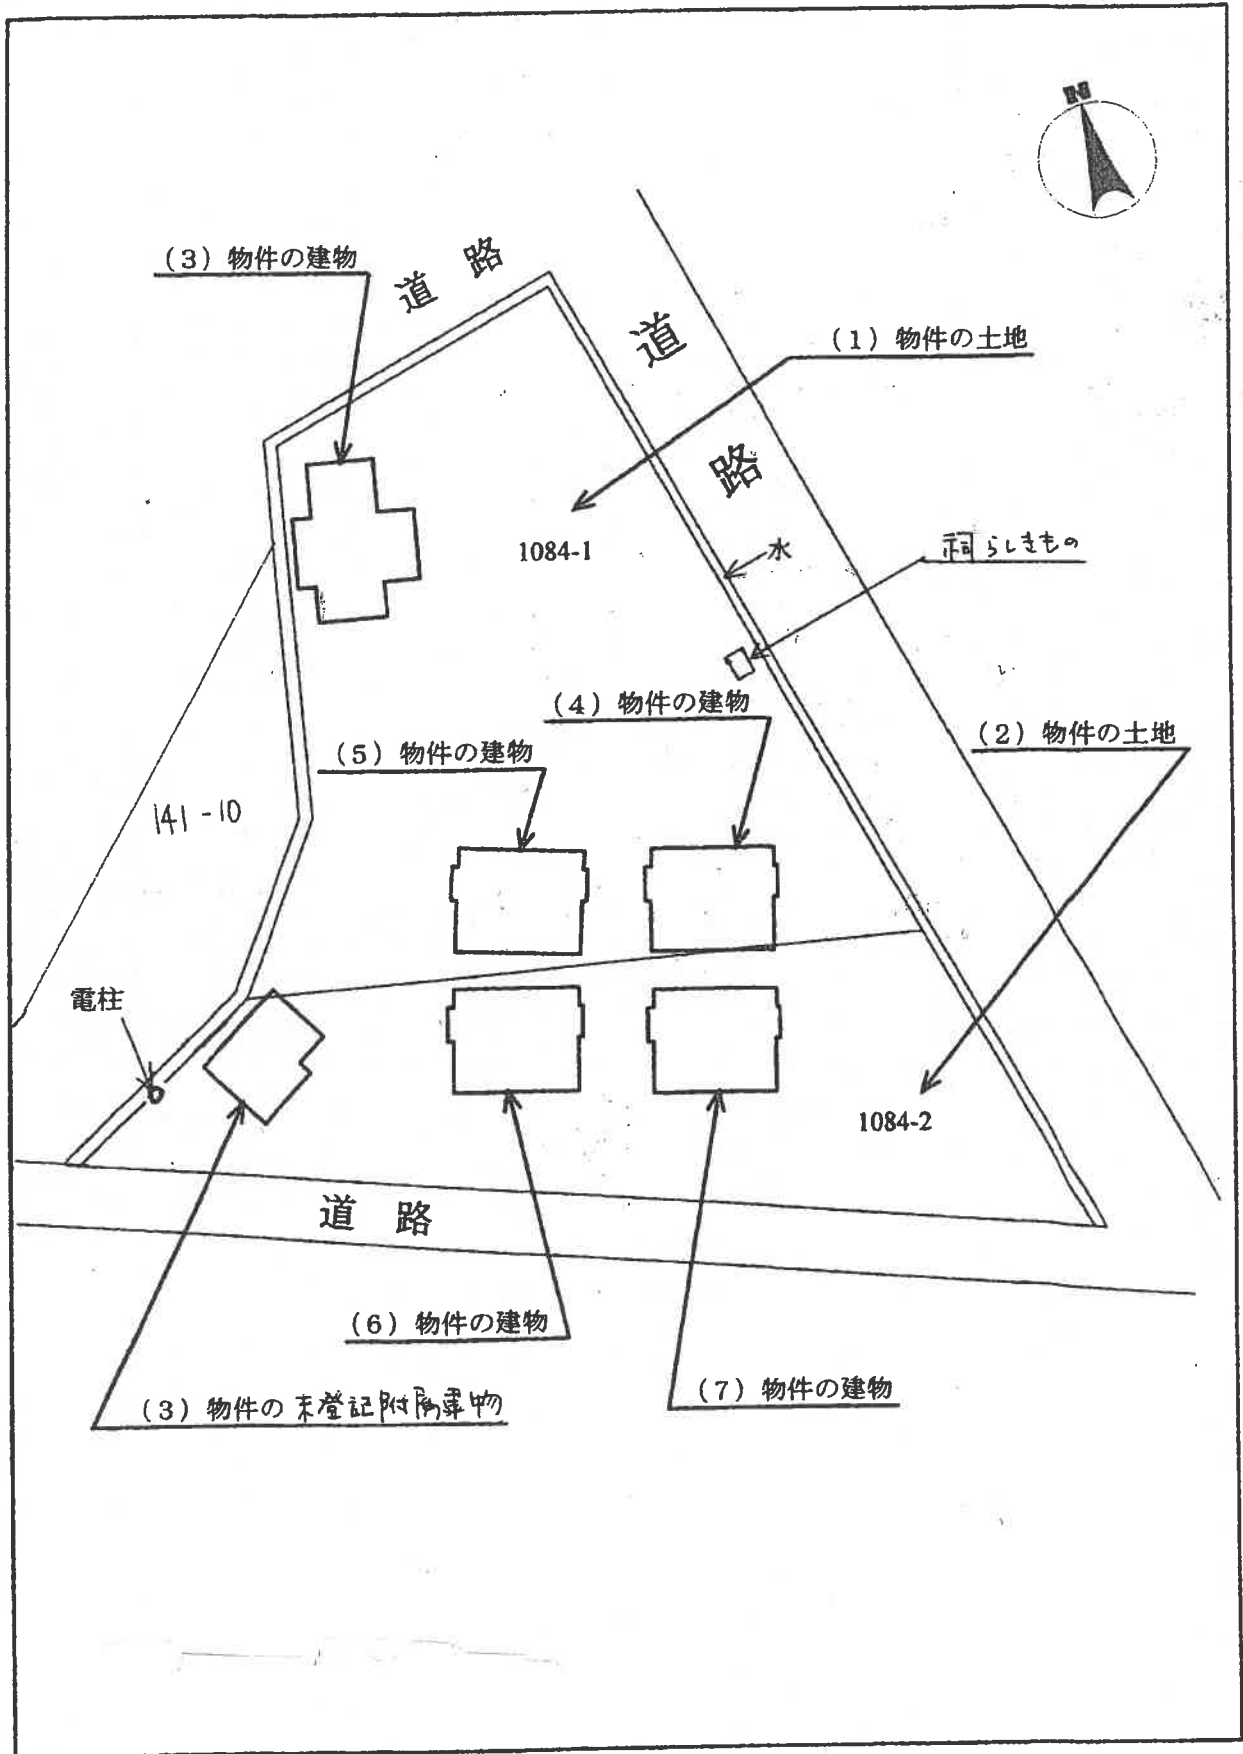 N
(3) 物件の建物
道路
道路
(1) 物件の土地
1084-1
水
祠らしきもの
(4) 物件の建物
(5) 物件の建物
(2) 物件の土地
141-10
電柱
1084-2
道路
(6) 物件の建物
(7) 物件の建物
(3) 物件の未登記附属建物